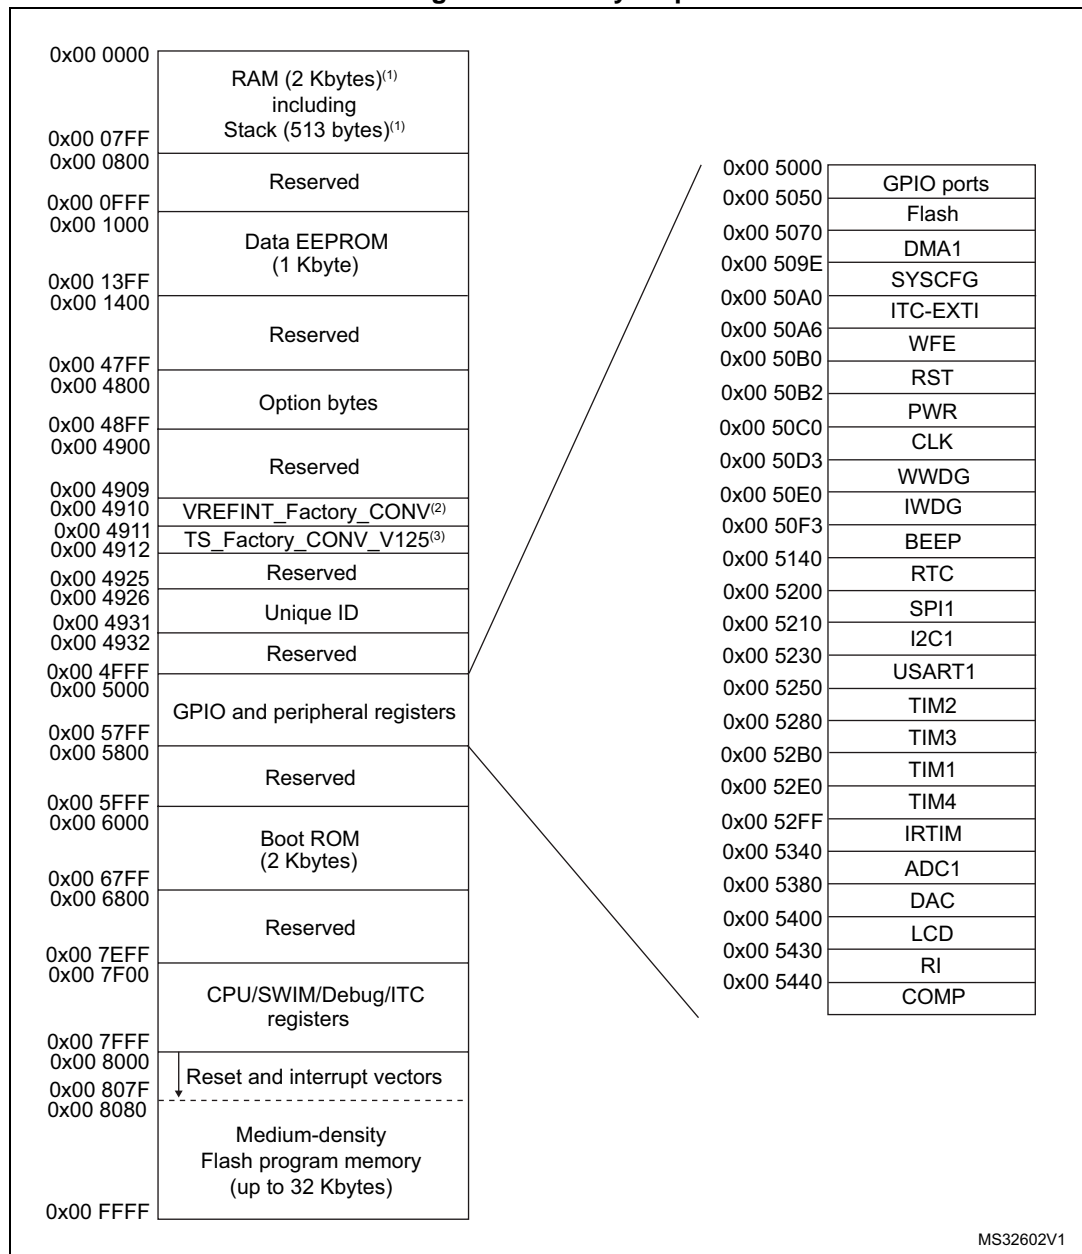 0x00 0000
RAM (2 Kbytes)(1)
including
Stack (513 bytes)(1)
0x00 07FF
0x00 0800
Reserved
0x00 0FFF
0x00 1000
Data EEPROM
(1 Kbyte)
0x00 13FF
0x00 1400
Reserved
0x00 47FF
0x00 4800
Option bytes
0x00 48FF
0x00 4900
Reserved
0x00 4909
0x00 4910
VREFINT_Factory_CONV(2)
0x00 4911
TS_Factory_CONV_V125(3)
0x00 4912
Reserved
0x00 4925
0x00 4926
Unique ID
0x00 4931
0x00 4932
Reserved
0x00 4FFF
0x00 5000
GPIO and peripheral registers
0x00 57FF
0x00 5800
Reserved
0x00 5FFF
0x00 6000
Boot ROM
(2 Kbytes)
0x00 67FF
0x00 6800
Reserved
0x00 7EFF
0x00 7F00
CPU/SWIM/Debug/ITC
registers
0x00 7FFF
0x00 8000
Reset and interrupt vectors
0x00 807F
0x00 8080
Medium-density
Flash program memory
(up to 32 Kbytes)
0x00 FFFF
0x00 5000
GPIO ports
0x00 5050
Flash
0x00 5070
DMA1
0x00 509E
SYSCFG
0x00 50A0
ITC-EXTI
0x00 50A6
WFE
0x00 50B0
RST
0x00 50B2
PWR
0x00 50C0
CLK
0x00 50D3
WWDG
0x00 50E0
IWDG
0x00 50F3
BEEP
0x00 5140
RTC
0x00 5200
SPI1
0x00 5210
I2C1
0x00 5230
USART1
0x00 5250
TIM2
0x00 5280
TIM3
0x00 52B0
TIM1
0x00 52E0
TIM4
0x00 52FF
IRTIM
0x00 5340
ADC1
0x00 5380
DAC
0x00 5400
LCD
0x00 5430
RI
0x00 5440
COMP
MS32602V1